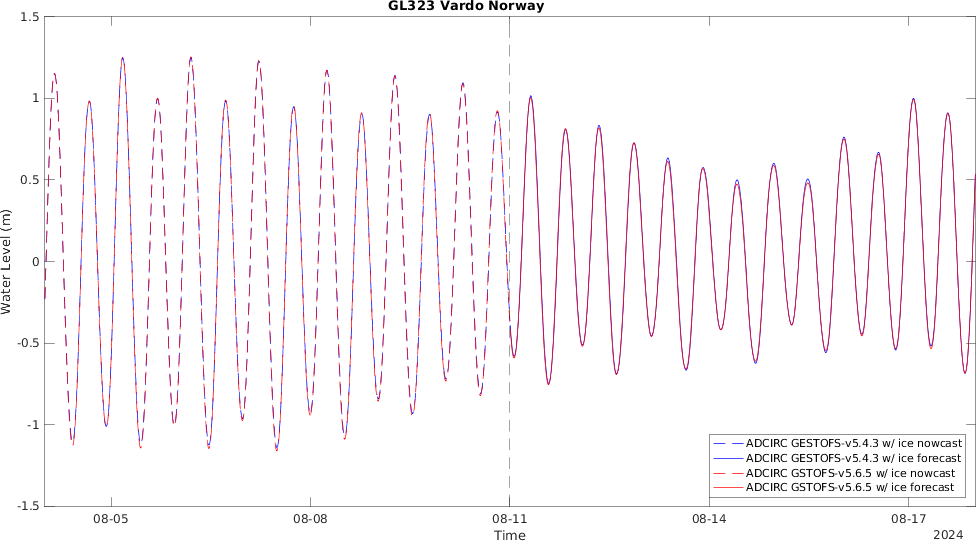 GL323 Vardo Norway
1.5
1
0.5
0
-0.5
-1
-1.5
Water Level (m)
ADCIRC GESTOFS-v5.4.3 w/ ice nowcast
ADCIRC GESTOFS-v5.4.3 w/ ice forecast
ADCIRC GSTOFS-v5.6.5 w/ ice nowcast
ADCIRC GSTOFS-v5.6.5 w/ ice forecast
08-05 08-08 08-11 08-14 08-17
Time
2024